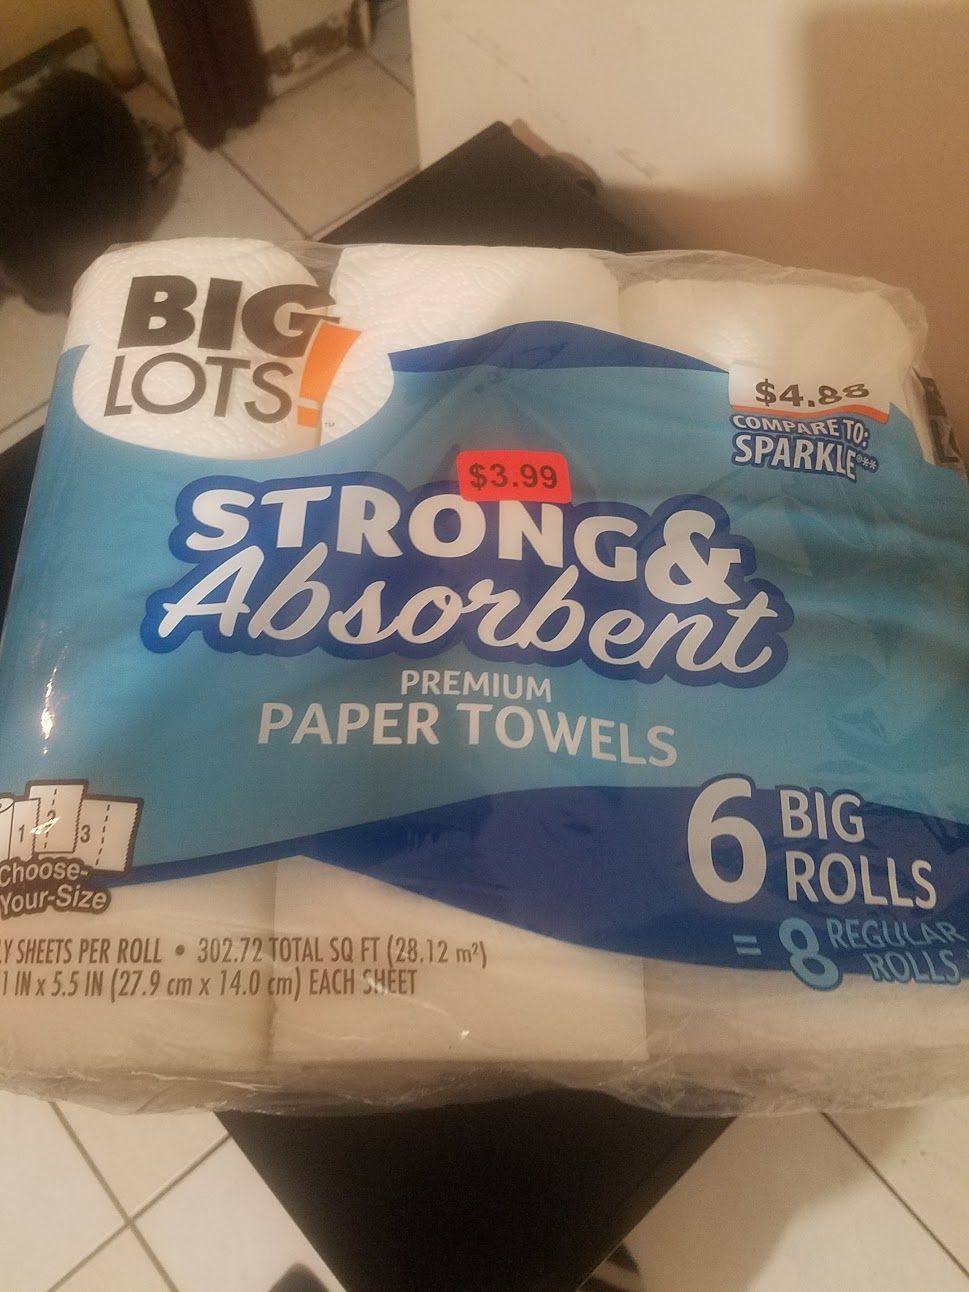 BIG
LOTS!
TM
$4.88
COMPARE TO:
SPARKLE®**
$3.99
STRONG &
Absorbent
PREMIUM
PAPER TOWELS
1 2 3
Choose-
Your-Size
6 BIG
ROLLS
= 8 REGULAR
ROLLS
SHEETS PER ROLL • 302.72 TOTAL SQ FT (28.12 m²)
IN x 5.5 IN (27.9 cm x 14.0 cm) EACH SHEET